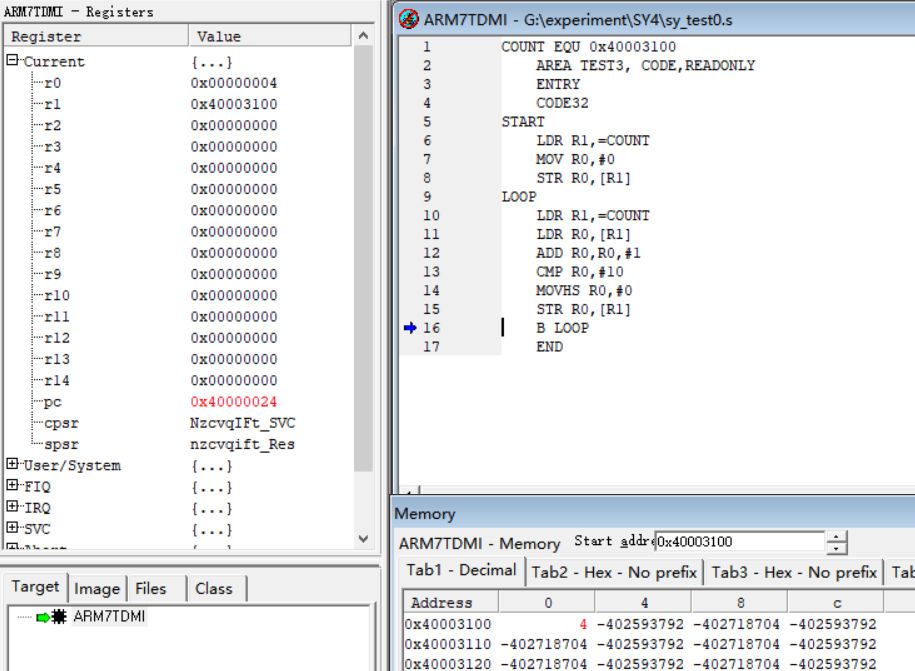 ARM7TDMI - Registers
Register Value
Current {...}
r0 0x00000004
r1 0x40003100
r2 0x00000000
r3 0x00000000
r4 0x00000000
r5 0x00000000
r6 0x00000000
r7 0x00000000
r8 0x00000000
r9 0x00000000
r10 0x00000000
r11 0x00000000
r12 0x00000000
r13 0x00000000
r14 0x00000000
pc 0x40000024
cpsr NzcvqIFt_SVC
spsr nzcvqift_Res
User/System {...}
FIQ {...}
IRQ {...}
SVC {...}
Target Image Files Class
ARM7TDMI
ARM7TDMI - G:\experiment\SY4\sy_test0.s
1 COUNT EQU 0x40003100
2 AREA TEST3, CODE,READONLY
3 ENTRY
4 CODE32
5 START
6 LDR R1,=COUNT
7 MOV R0,#0
8 STR R0,[R1]
9 LOOP
10 LDR R1,=COUNT
11 LDR R0,[R1]
12 ADD R0,R0,#1
13 CMP R0,#10
14 MOVHS R0,#0
15 STR R0,[R1]
16 B LOOP
17 END
Memory
ARM7TDMI - Memory Start addre 0x40003100
Tab1 - Decimal Tab2 - Hex - No prefix Tab3 - Hex - No prefix Tab
Address 0 4 8 c
0x40003100 4 -402593792 -402718704 -402593792
0x40003110 -402718704 -402593792 -402718704 -402593792
0x40003120 -402718704 -402593792 -402718704 -402593792